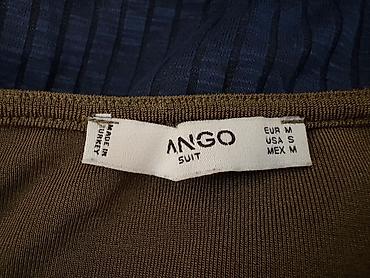 MADE IN
TURKEY
ANGO
SUIT
EUR M
USA S
MEX M